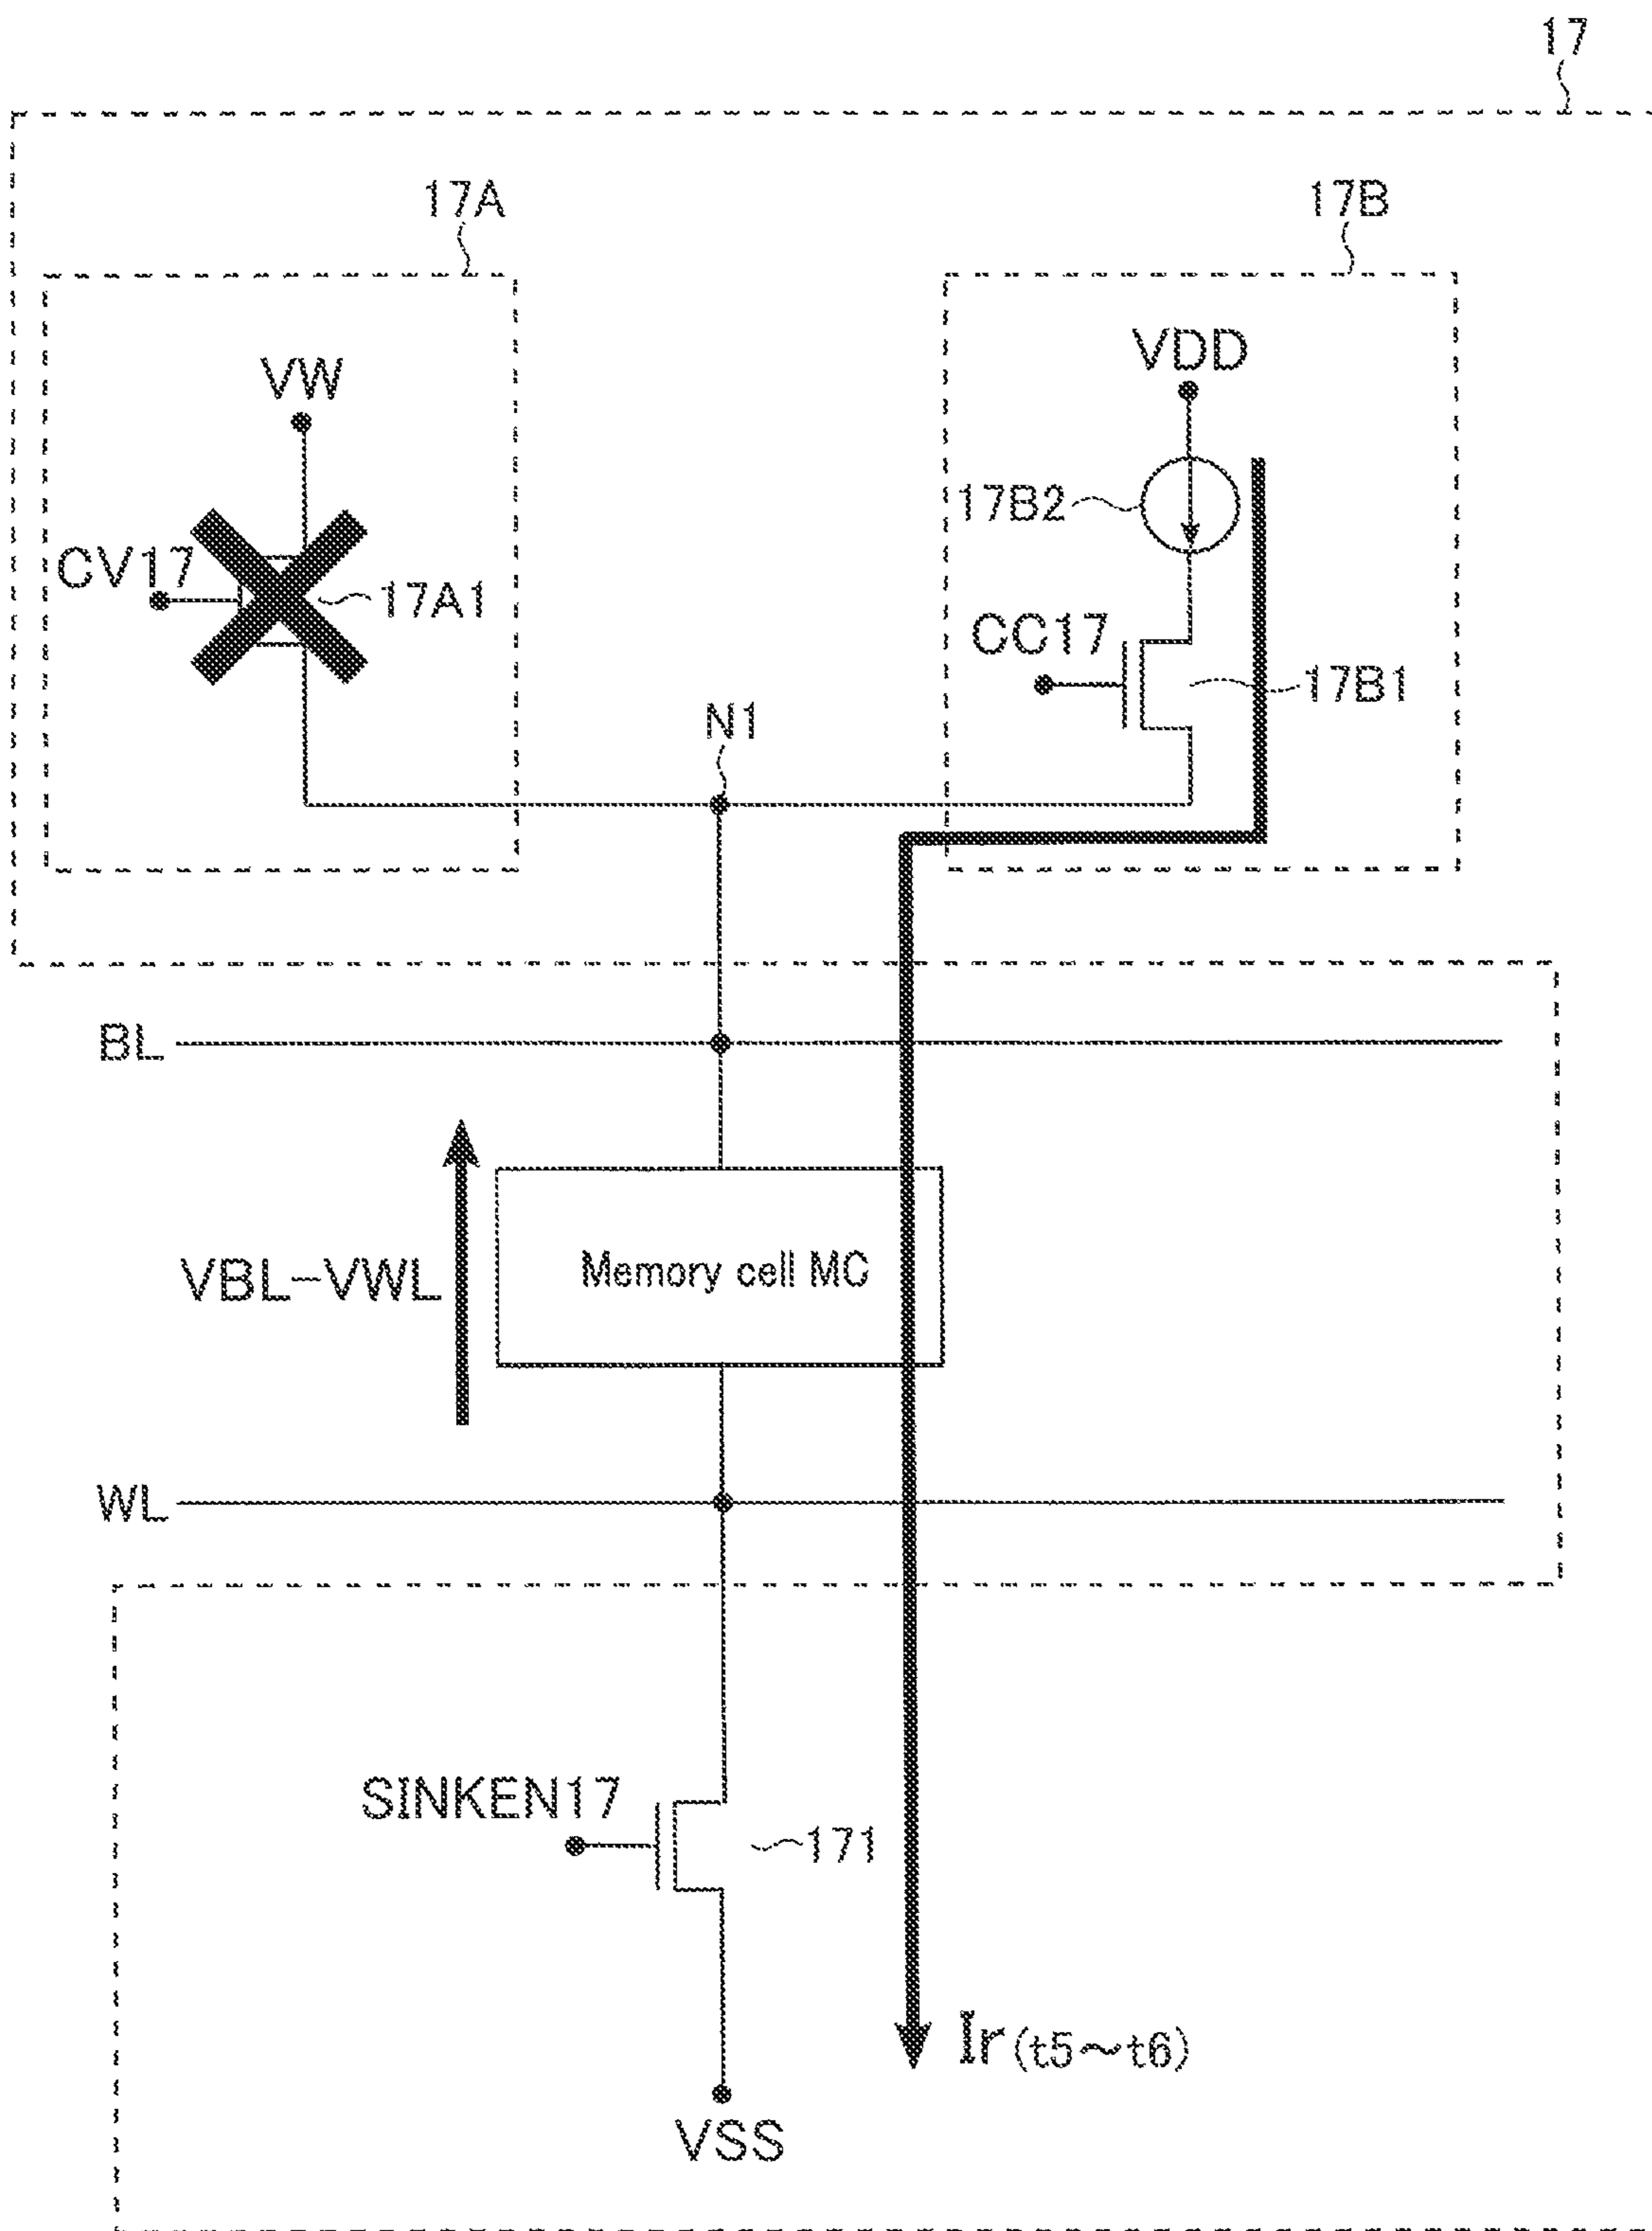 17
17A
17B
VW
VDD
17B2
CV17
17A1
CC17
17B1
N1
BL
Memory cell MC
VBL-VWL
WL
SINKEN17
171
Ir(t5~t6)
VSS